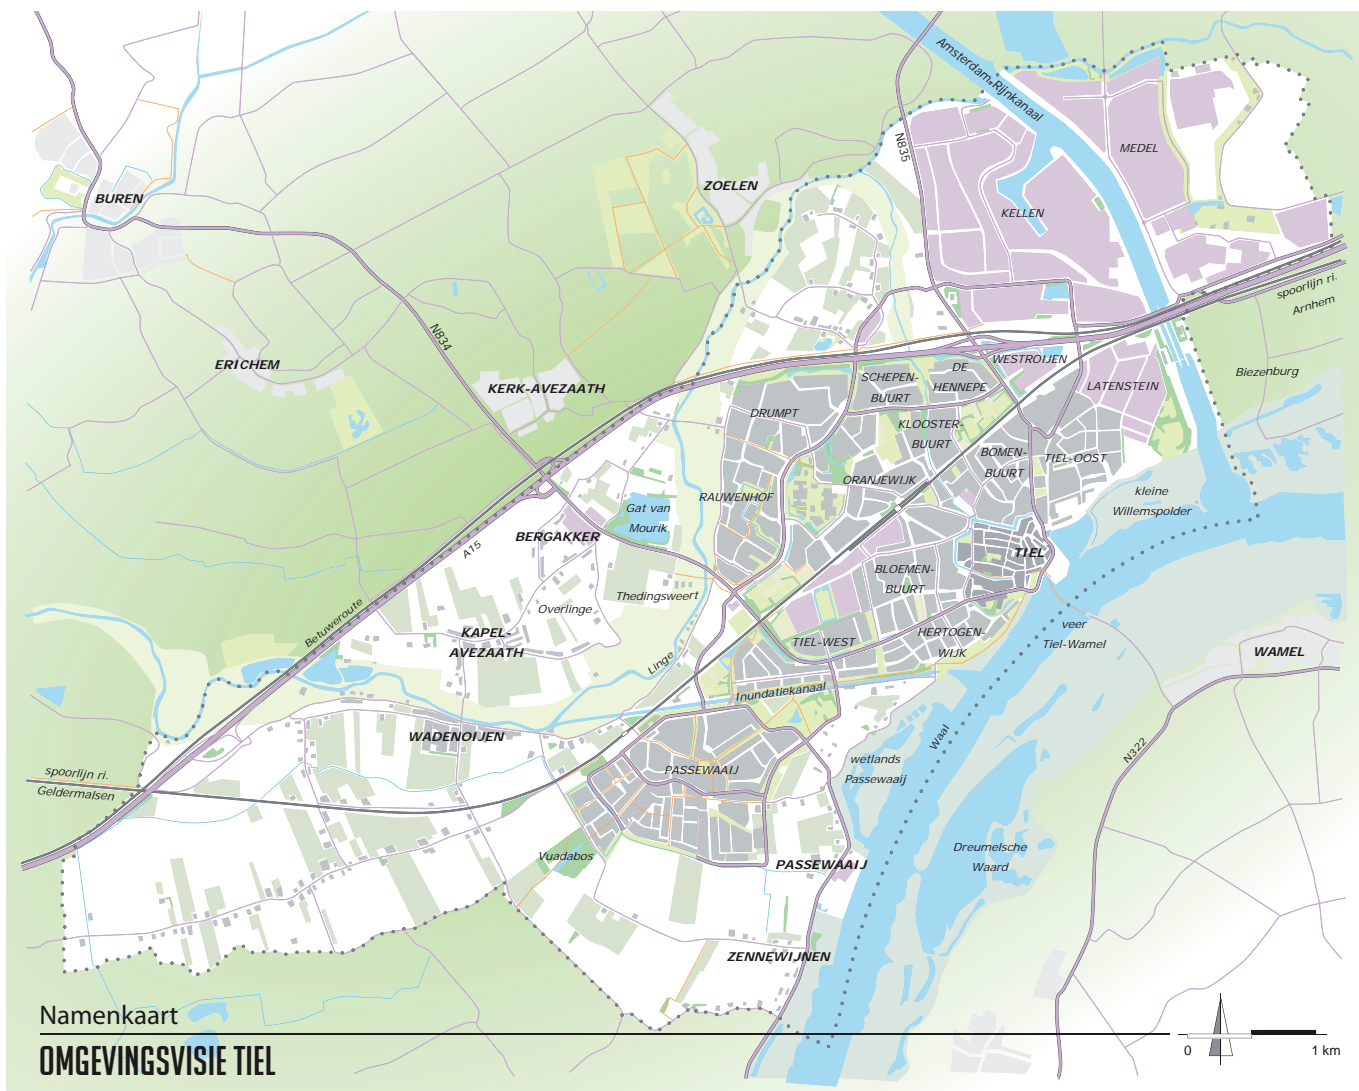 Amsterdam-Rijnkanaal
N835
MEDEL
ZOELEN
BUREN
KELLEN
spoorlijn ri.
Arnhem
N834
ERICHEM
KERK-AVEZAATH
WESTROIJEN
DE
HENNEPE
SCHEPEN-
BUURT
LATENSTEIN
Biezenburg
DRUMPT
KLOOSTER-
BUURT
BOMEN-
BUURT
TIEL-OOST
ORANJEWIJK
RAUWENHOF
kleine
Willemspolder
Gat van
Mourik
BERGAKKER
A15
TIEL
BLOEMEN-
BUURT
Thedingsweert
Overlinge
Betuweroute
KAPEL-
AVEZAATH
TIEL-WEST
HERTOGEN-
WIJK
veer
Tiel-Wamel
WAMEL
Linge
Inundatiekanaal
WADENOIJEN
Waal
N322
wetlands
Passewaaij
PASSEWAAIJ
spoorlijn ri.
Geldermalsen
Vuadabos
PASSEWAAIJ
Dreumelsche
Waard
ZENNEWIJNEN
Namenkaart
OMGEVINGSVISIE TIEL
0 1 km